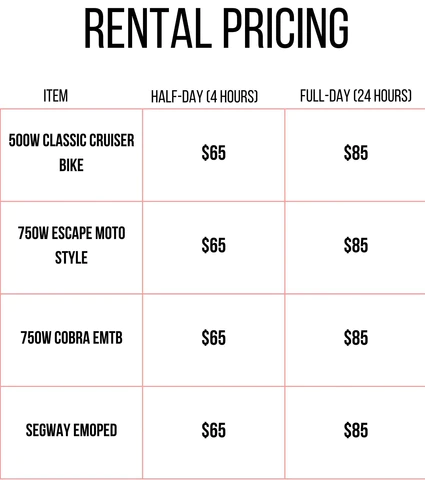 RENTAL PRICING
ITEM HALF-DAY (4 HOURS) FULL-DAY (24 HOURS)
500W CLASSIC CRUISER
BIKE
$65 $85
750W ESCAPE MOTO
STYLE
$65 $85
750W COBRA EMTB $65 $85
SEGWAY EMOPED $65 $85